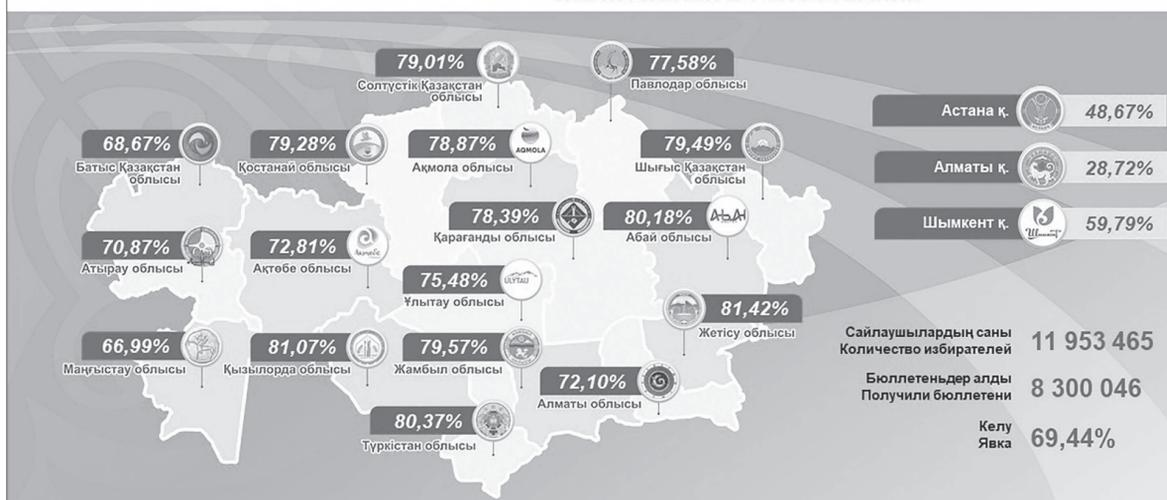 79,01%
Солтүстік Қазақстан
облысы
77,58%
Павлодар облысы
68,67%
Батыс Қазақстан
облысы
79,28%
Қостанай облысы
78,87%
AQMOLA
Ақмола облысы
79,49%
Шығыс Қазақстан
облысы
78,39%
Қарағанды облысы
80,18%
Абай облысы
70,87%
Атырау облысы
72,81%
Ақтөбе облысы
75,48%
ULYTAU
Ұлытау облысы
81,42%
Жетісу облысы
66,99%
Маңғыстау облысы
81,07%
Қызылорда облысы
79,57%
Жамбыл облысы
72,10%
Алматы облысы
80,37%
Түркістан облысы
Астана қ. 48,67%
Алматы қ. 28,72%
Шымкент қ. 59,79%
Сайлаушылардың саны
Количество избирателей 11 953 465
Бюллетеньдер алды
Получили бюллетени 8 300 046
Келу
Явка 69,44%